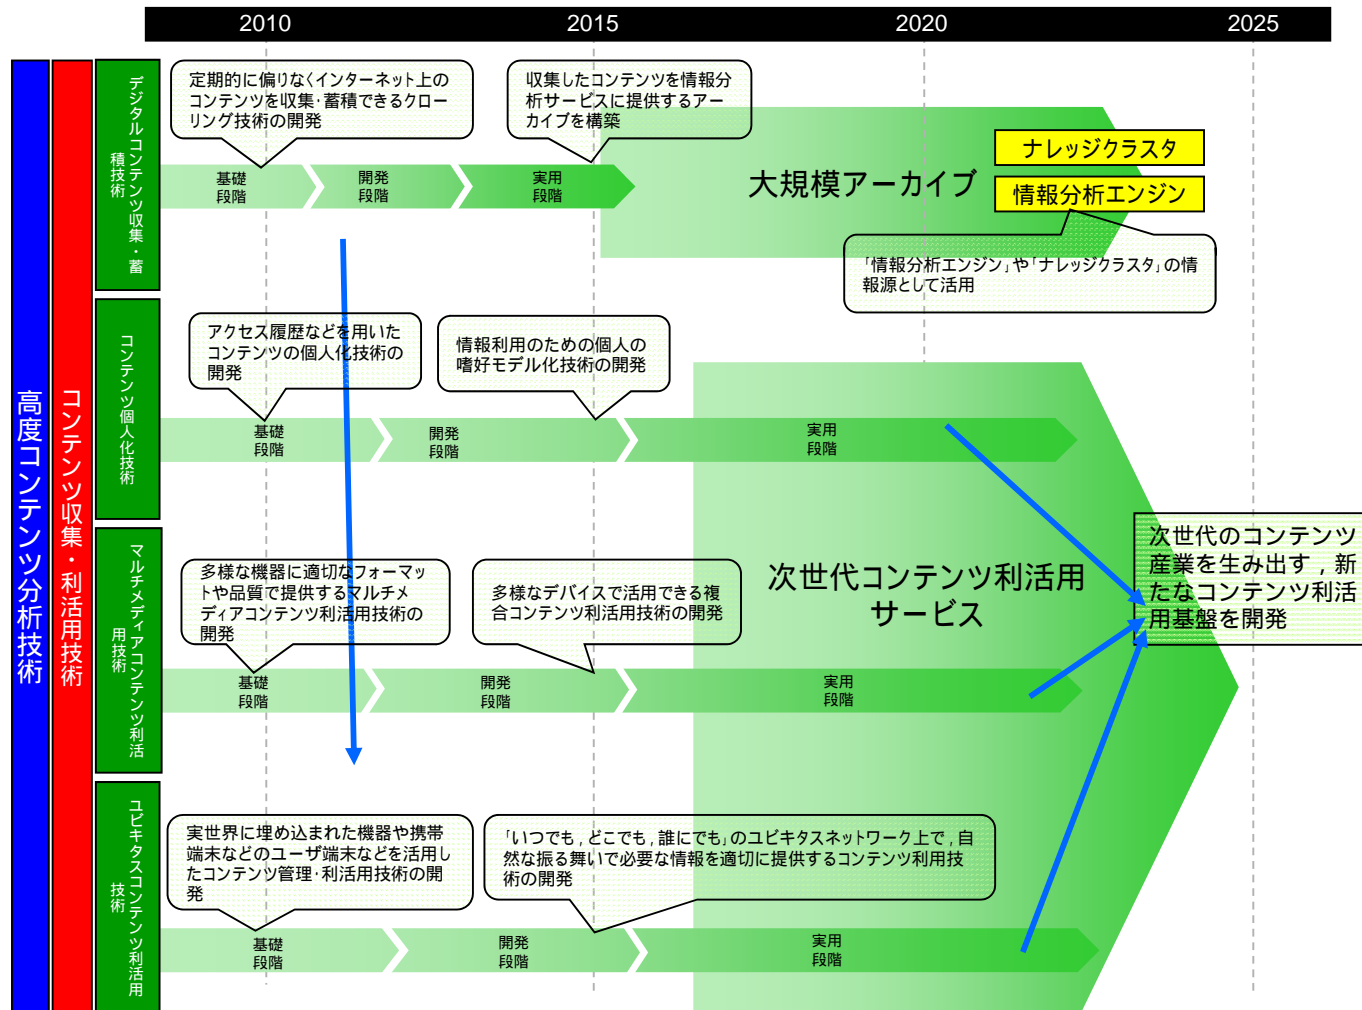 2010
2015
2020
2025
高度コンテンツ分析技術
コンテンツ収集・利活用技術
デジタルコンテンツ収集・蓄
積技術
定期的に偏りなくインターネット上の
コンテンツを収集・蓄積できるクロー
リング技術の開発
収集したコンテンツを情報分
析サービスに提供するアー
カイブを構築
基礎
段階
開発
段階
実用
段階
大規模アーカイブ
ナレッジクラスタ
情報分析エンジン
「情報分析エンジン」や「ナレッジクラスタ」の情
報源として活用
コンテンツ個人化技術
アクセス履歴などを用いた
コンテンツの個人化技術の
開発
情報利用のための個人の
嗜好モデル化技術の開発
基礎
段階
開発
段階
実用
段階
マルチメディアコンテンツ利活
用技術
多様な機器に適切なフォーマッ
トや品質で提供するマルチメ
ディアコンテンツ利活用技術の
開発
多様なデバイスで活用できる複
合コンテンツ利活用技術の開発
次世代コンテンツ利活用
サービス
次世代のコンテンツ
産業を生み出す，新
たなコンテンツ利活
用基盤を開発
基礎
段階
開発
段階
実用
段階
ユビキタスコンテンツ利活用
技術
実世界に埋め込まれた機器や携帯
端末などのユーザ端末などを活用し
たコンテンツ管理・利活用技術の開
発
「いつでも，どこでも，誰にでも」のユビキタスネットワーク上で，自
然な振る舞いで必要な情報を適切に提供するコンテンツ利用技
術の開発
基礎
段階
開発
段階
実用
段階